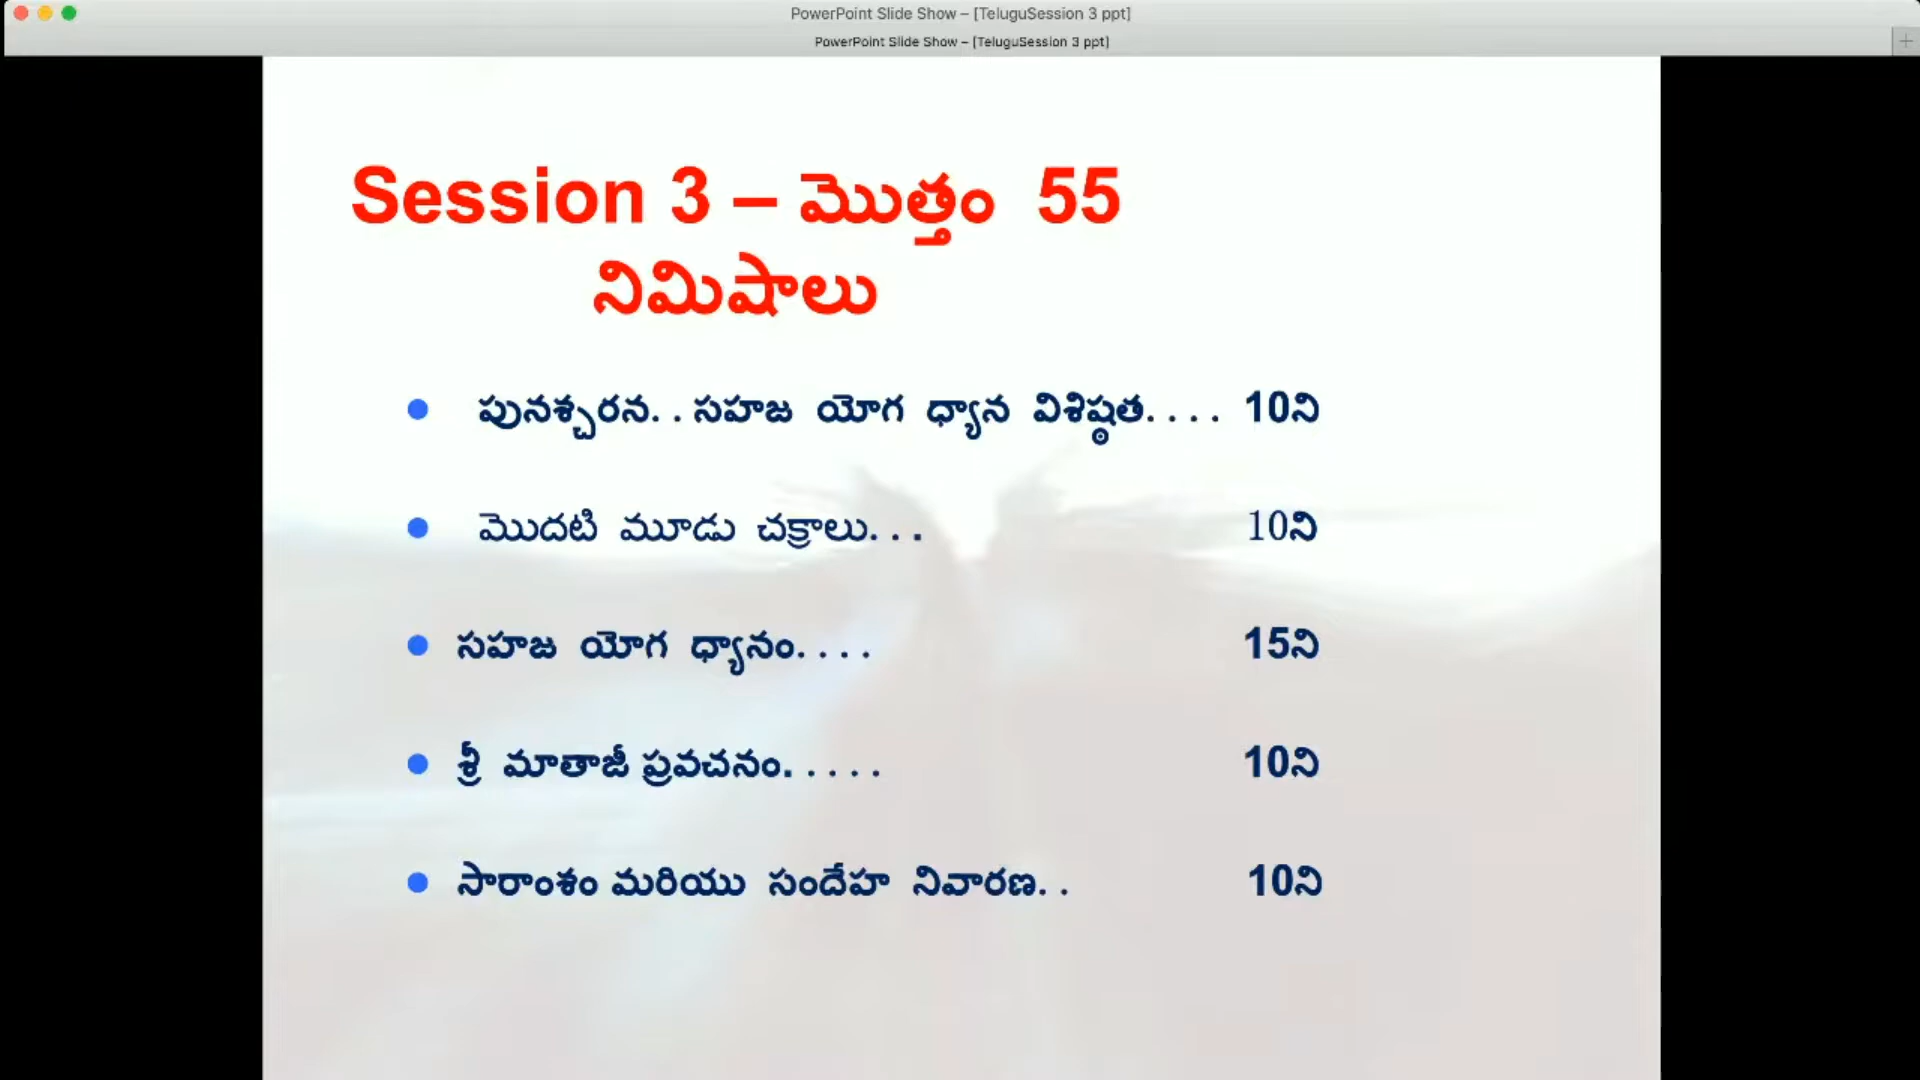 PowerPoint Slide Show – [TeluguSession 3 ppt]
PowerPoint Slide Show – [TeluguSession 3 ppt]
Session 3 – మొత్తం 55
నిమిషాలు
పునశ్చరన. . సహజ యోగ ధ్యాన విశిష్ఠత. . . . 10ని
మొదటి మూడు చక్రాలు. . . 10ని
సహజ యోగ ధ్యానం. . . . 15ని
శ్రీ మాతాజీ ప్రవచనం. . . . . 10ని
సారాంశం మరియు సందేహ నివారణ. . 10ని